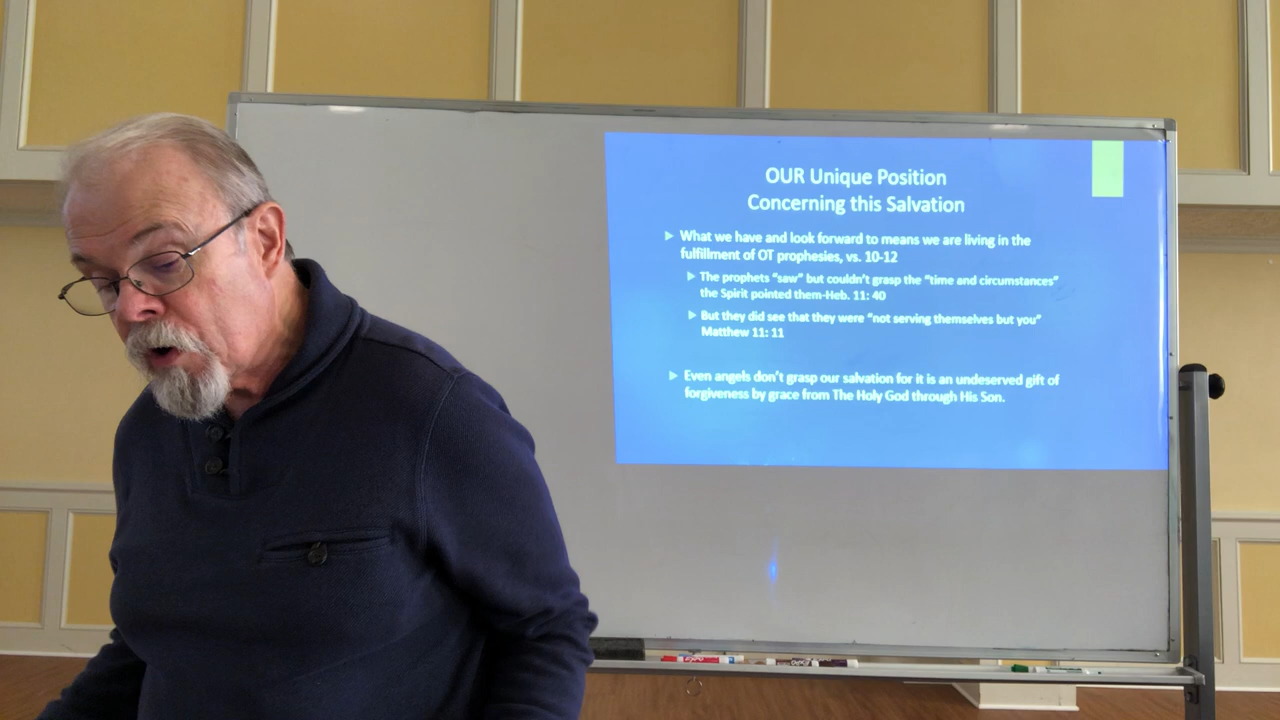 OUR Unique Position
Concerning this Salvation
What we have and look forward to means we are living in the
fulfillment of OT prophesies, vs. 10-12
The prophets “saw” but couldn’t grasp the “time and circumstances”
the Spirit pointed them-Heb. 11: 40
But they did see that they were “not serving themselves but you”
Matthew 11: 11
Even angels don’t grasp our salvation for it is an undeserved gift of
forgiveness by grace from The Holy God through His Son.